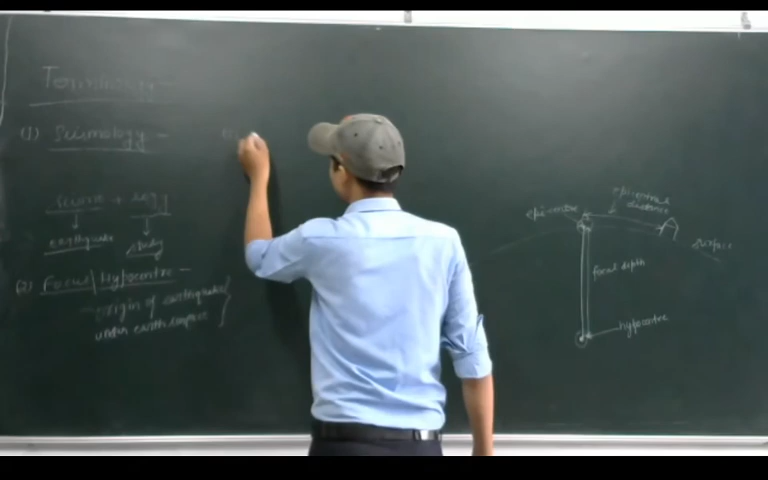 Terminology -
(1) Seismology -
Seismo + logy
earthquake study
(2) Focus/Hypocentre -
origin of earthquake
under earth surface
epicentre
epicentral
distance
surface
focal depth
hypocentre